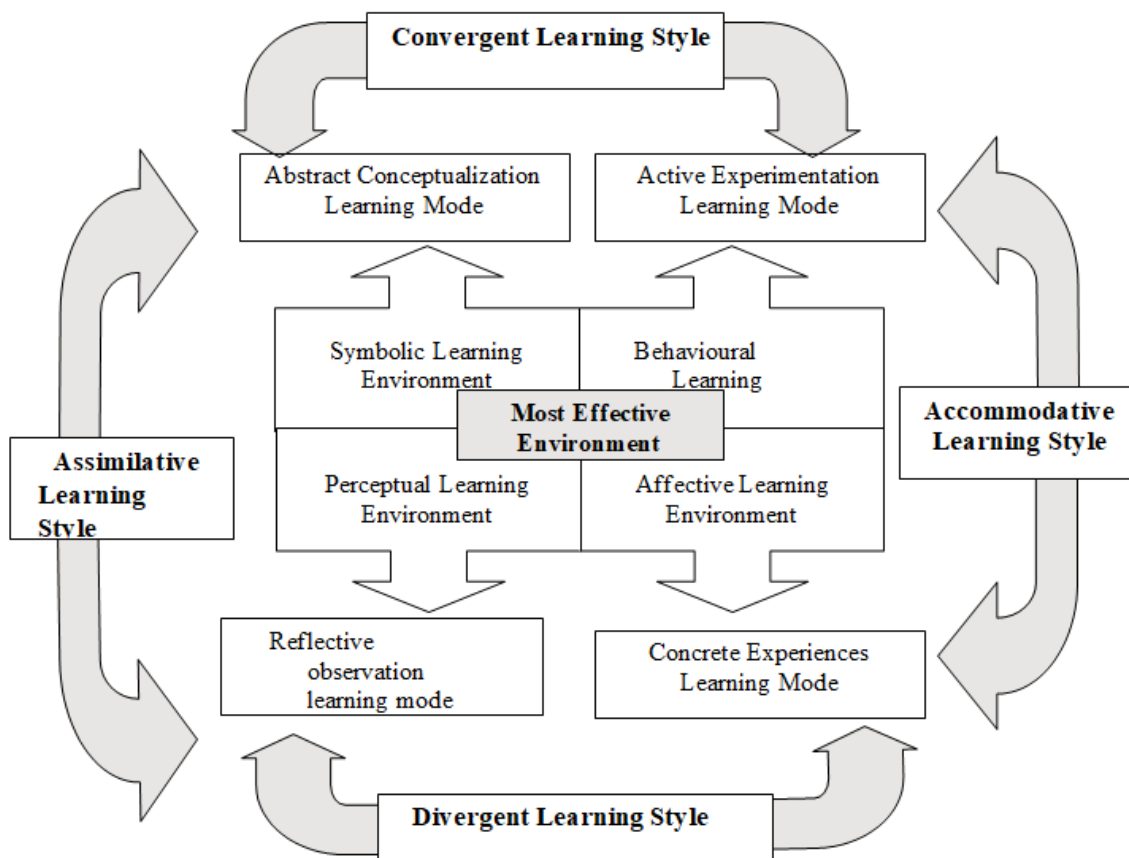 Convergent Learning Style
Abstract Conceptualization
Learning Mode
Active Experimentation
Learning Mode
Symbolic Learning
Environment
Behavioural
Learning
Most Effective
Environment
Accommodative
Learning Style
Assimilative
Learning
Style
Perceptual Learning
Environment
Affective Learning
Environment
Reflective
observation
learning mode
Concrete Experiences
Learning Mode
Divergent Learning Style